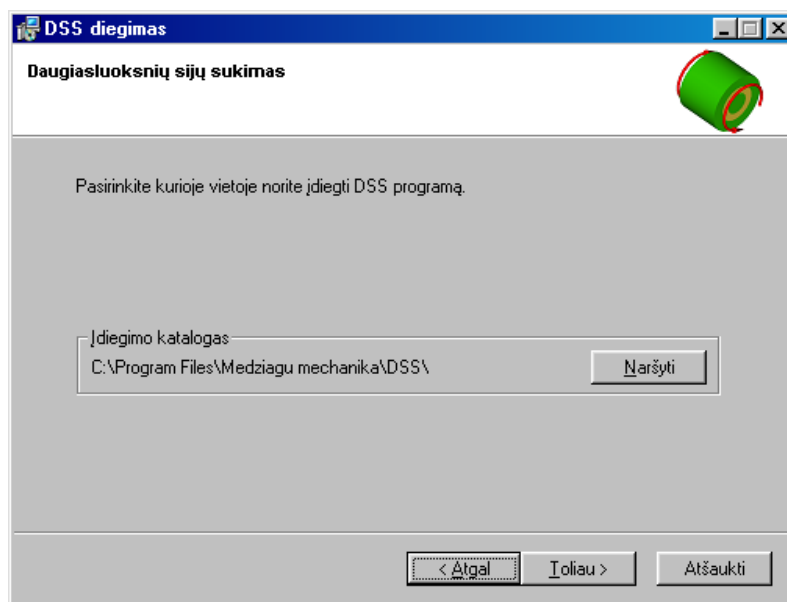 DSS diegimas
Daugiasluoksnių sijų sukimas
Pasirinkite kurioje vietoje norite įdiegti DSS programą.
Įdiegimo katalogas
C:\Program Files\Medziagu mechanika\DSS\
Naršyti
< Atgal
Toliau >
Atšaukti